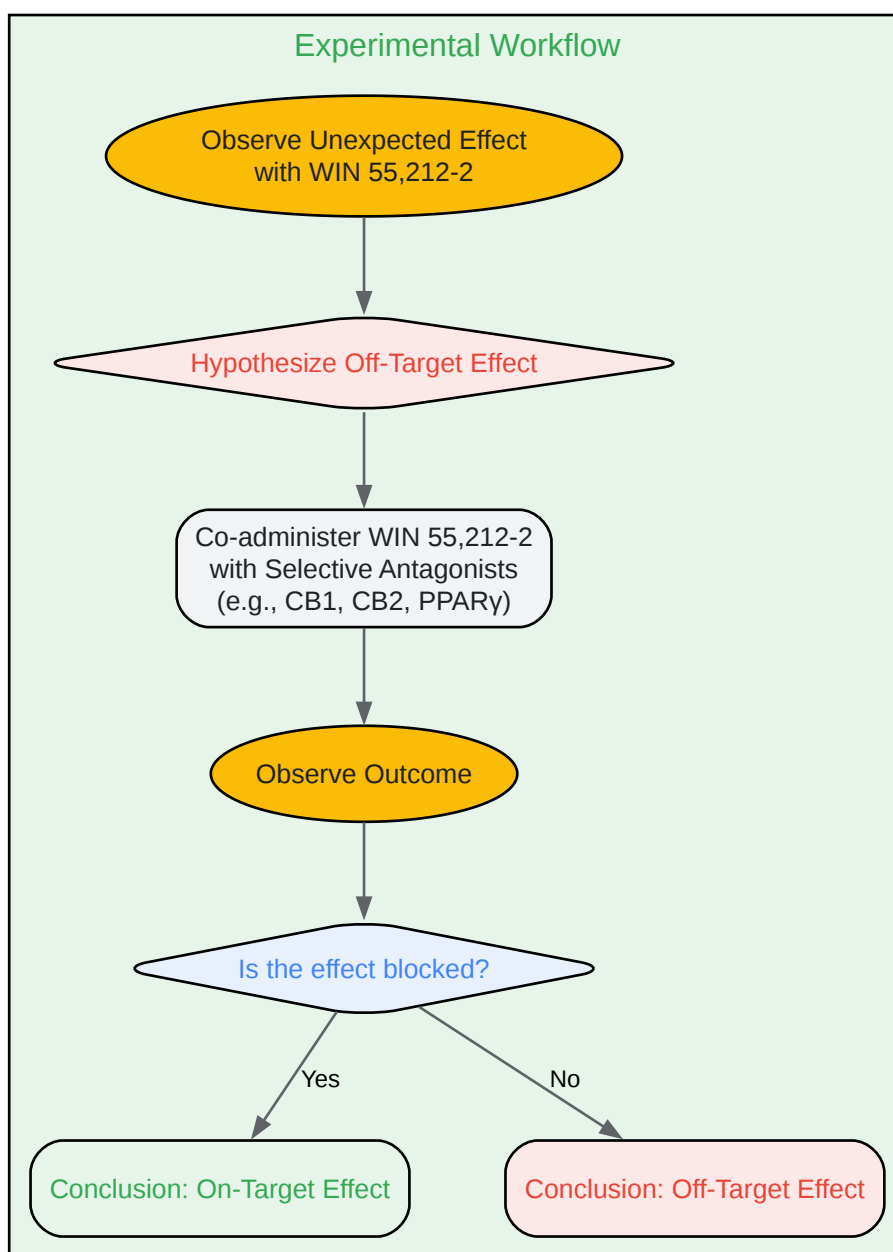 Experimental Workflow
Observe Unexpected Effect
with WIN 55,212-2
Hypothesize Off-Target Effect
Co-administer WIN 55,212-2
with Selective Antagonists
(e.g., CB1, CB2, PPARγ)
Observe Outcome
Is the effect blocked?
Yes
No
Conclusion: On-Target Effect
Conclusion: Off-Target Effect